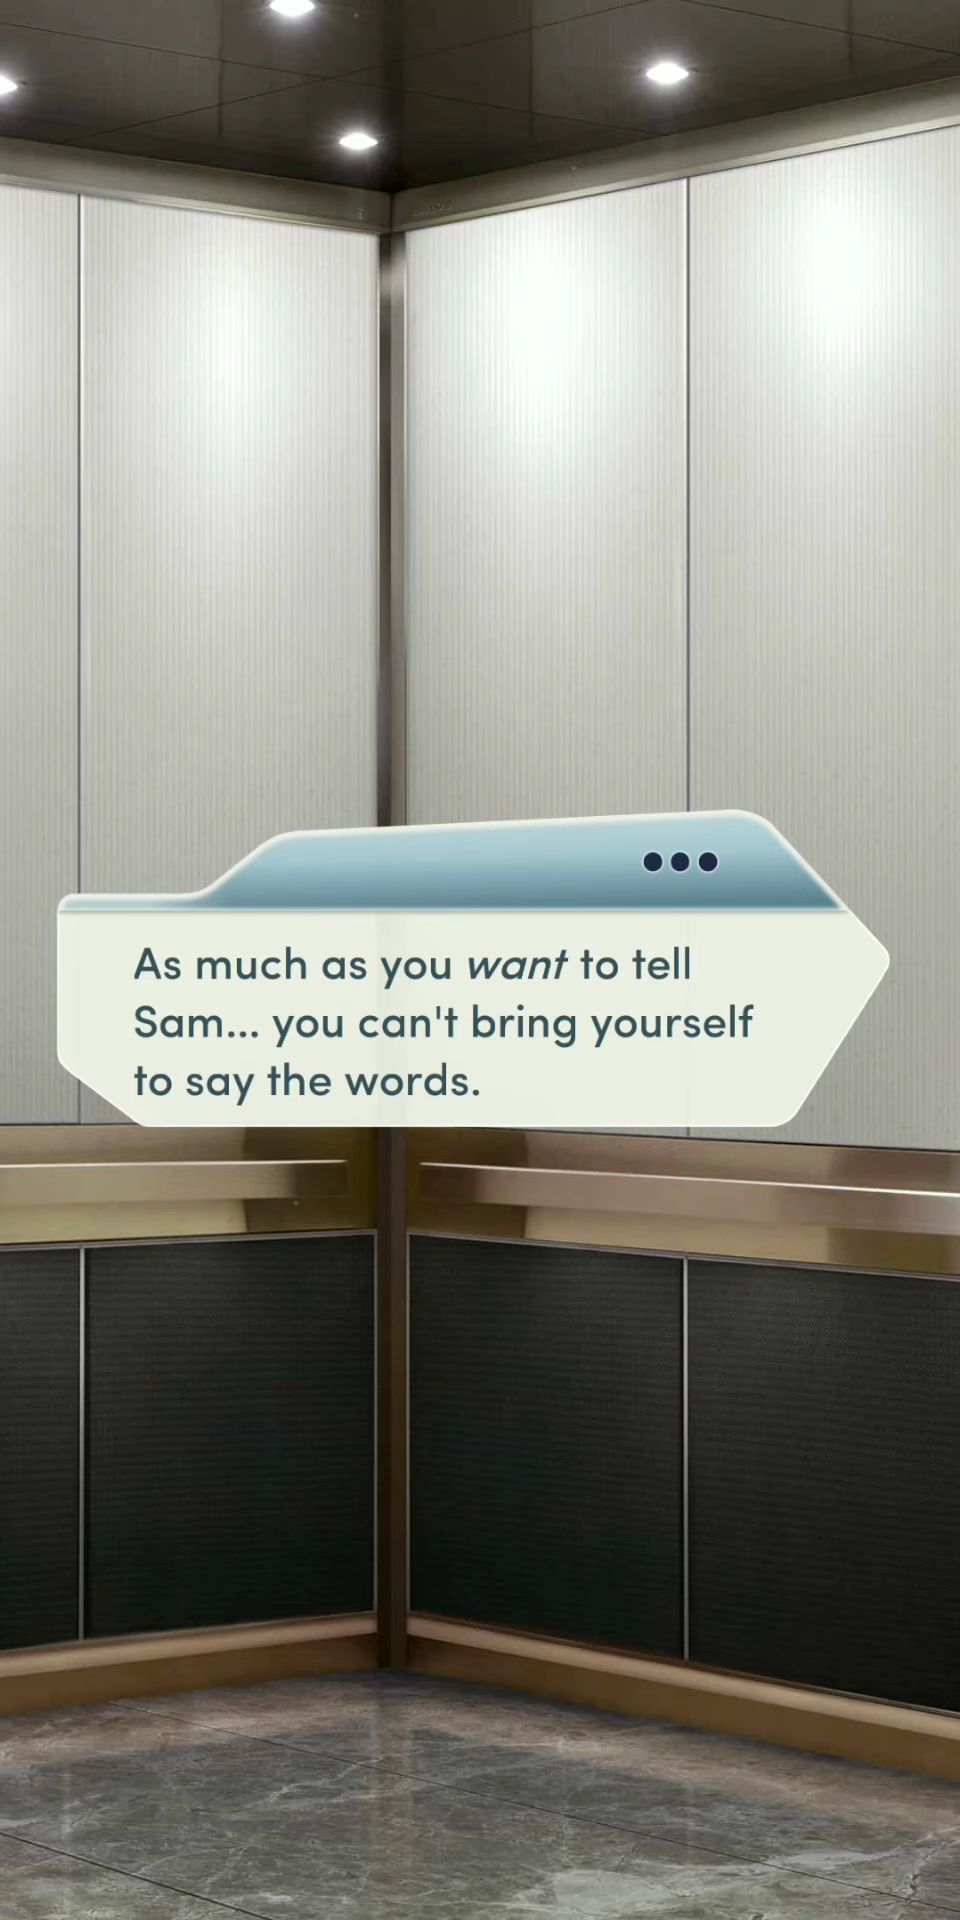 As much as you want to tell
Sam... you can't bring yourself
to say the words.